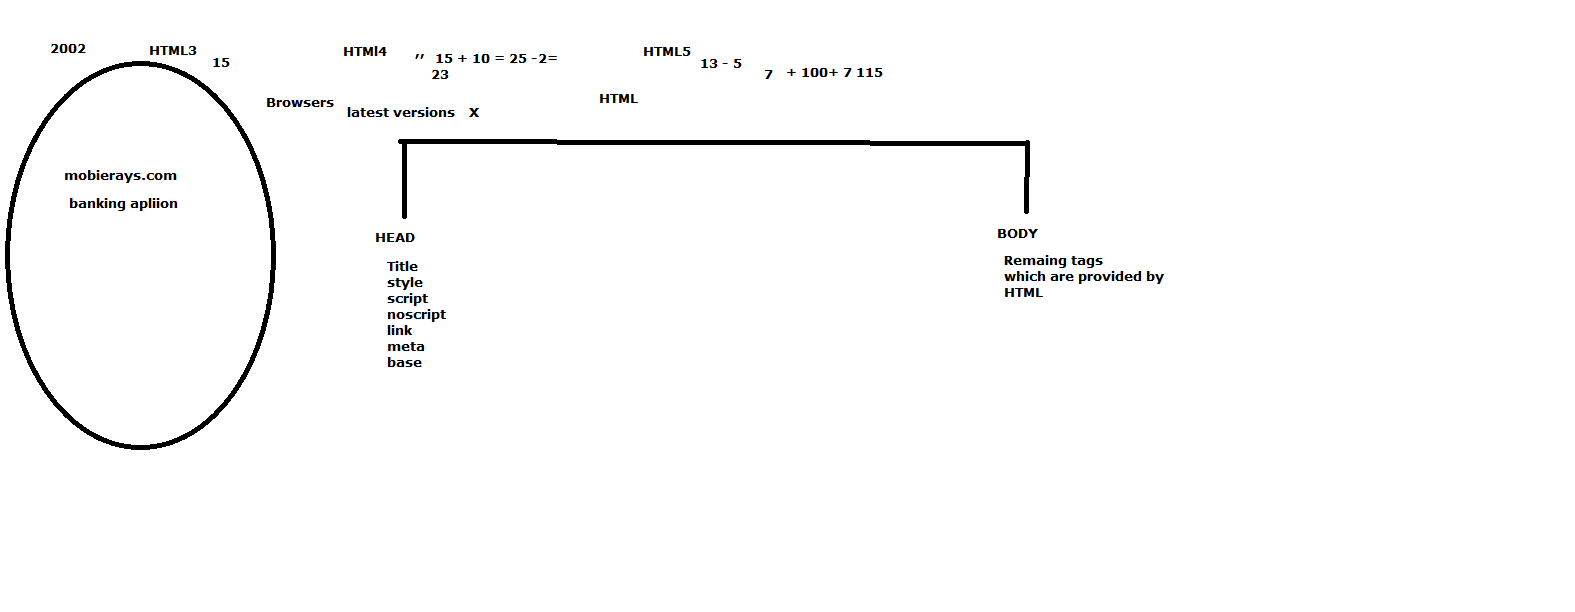 2002
HTML3
15
HTMl4
,, 15 + 10 = 25 -2=
23
HTML5
13 - 5
7 + 100+ 7 115
Browsers
latest versions X
HTML
mobierays.com
banking apliion
HEAD
Title
style
script
noscript
link
meta
base
BODY
Remaing tags
which are provided by
HTML